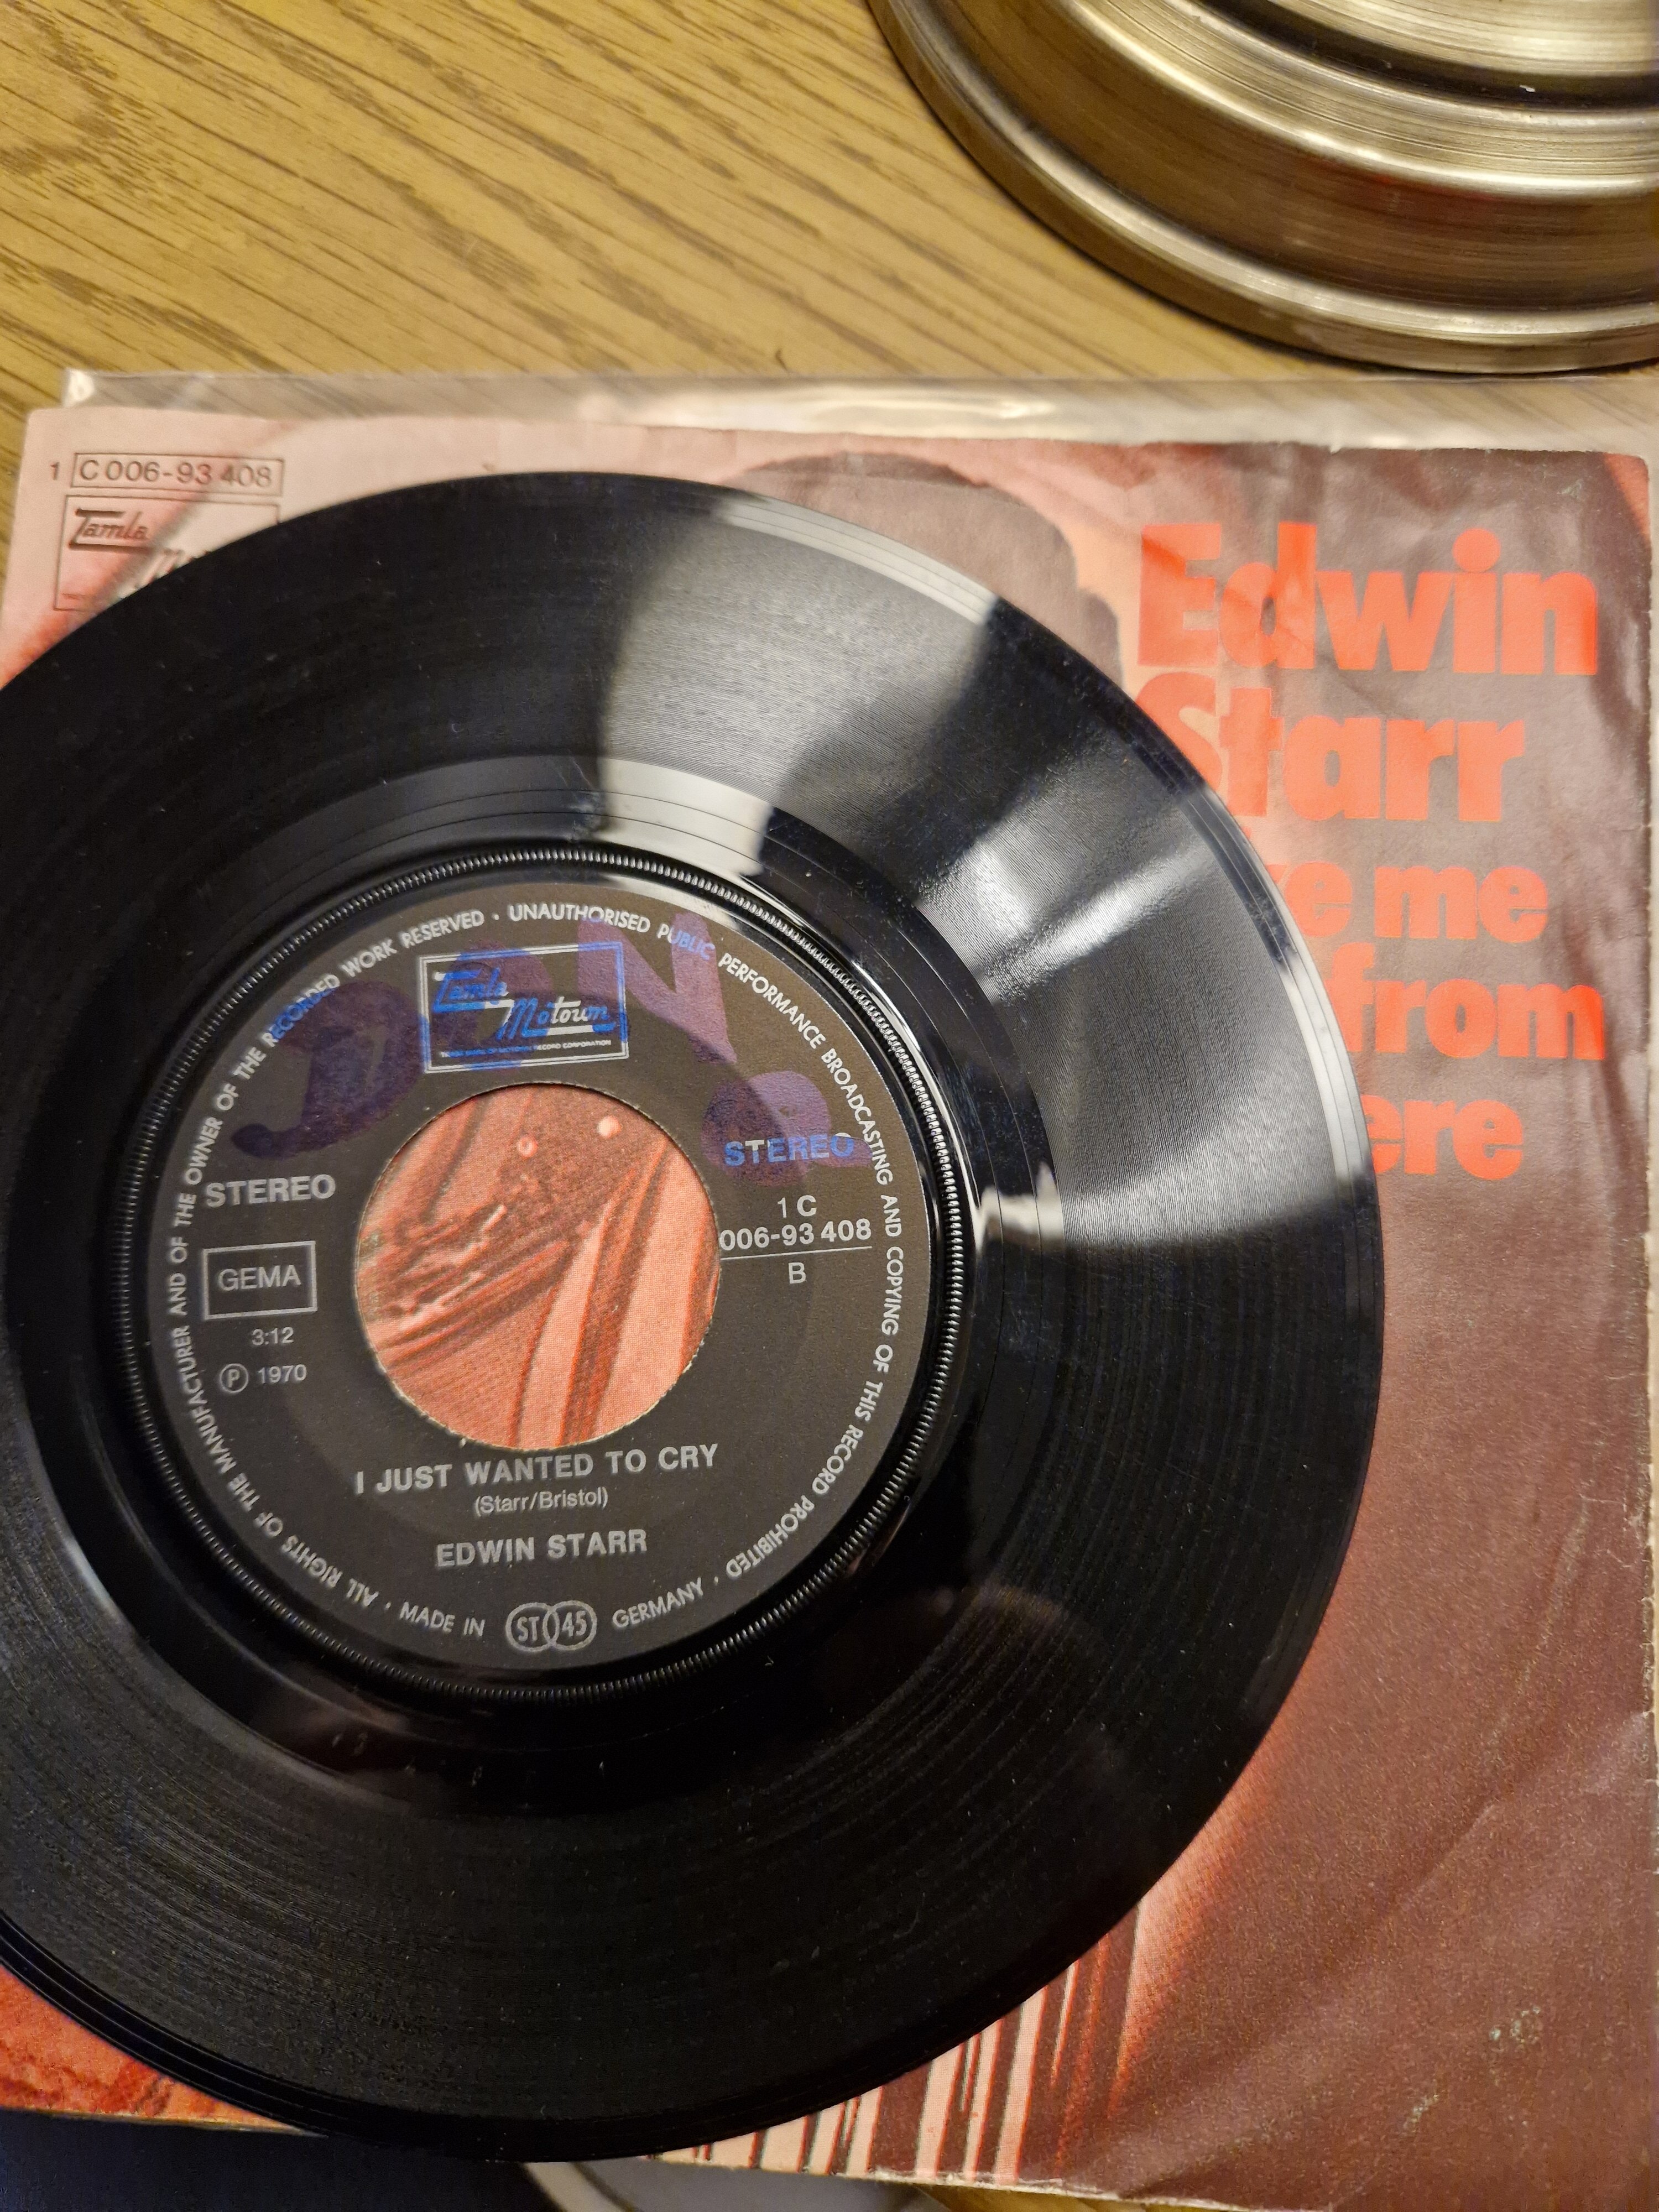 1 C 006-93 408
Tamla
Edwin
Starr
me
from
ALL RIGHTS OF THE MANUFACTURER AND OF THE OWNER OF THE RECORDED WORK RESERVED · UNAUTHORISED PUBLIC PERFORMANCE BROADCASTING AND COPYING OF THIS RECORD PROHIBITED · MADE IN ST 45 GERMANY ·
Tamla
Motown
STEREO
STEREO
1 C
006-93 408
B
GEMA
3:12
Ⓟ 1970
I JUST WANTED TO CRY
(Starr/Bristol)
EDWIN STARR